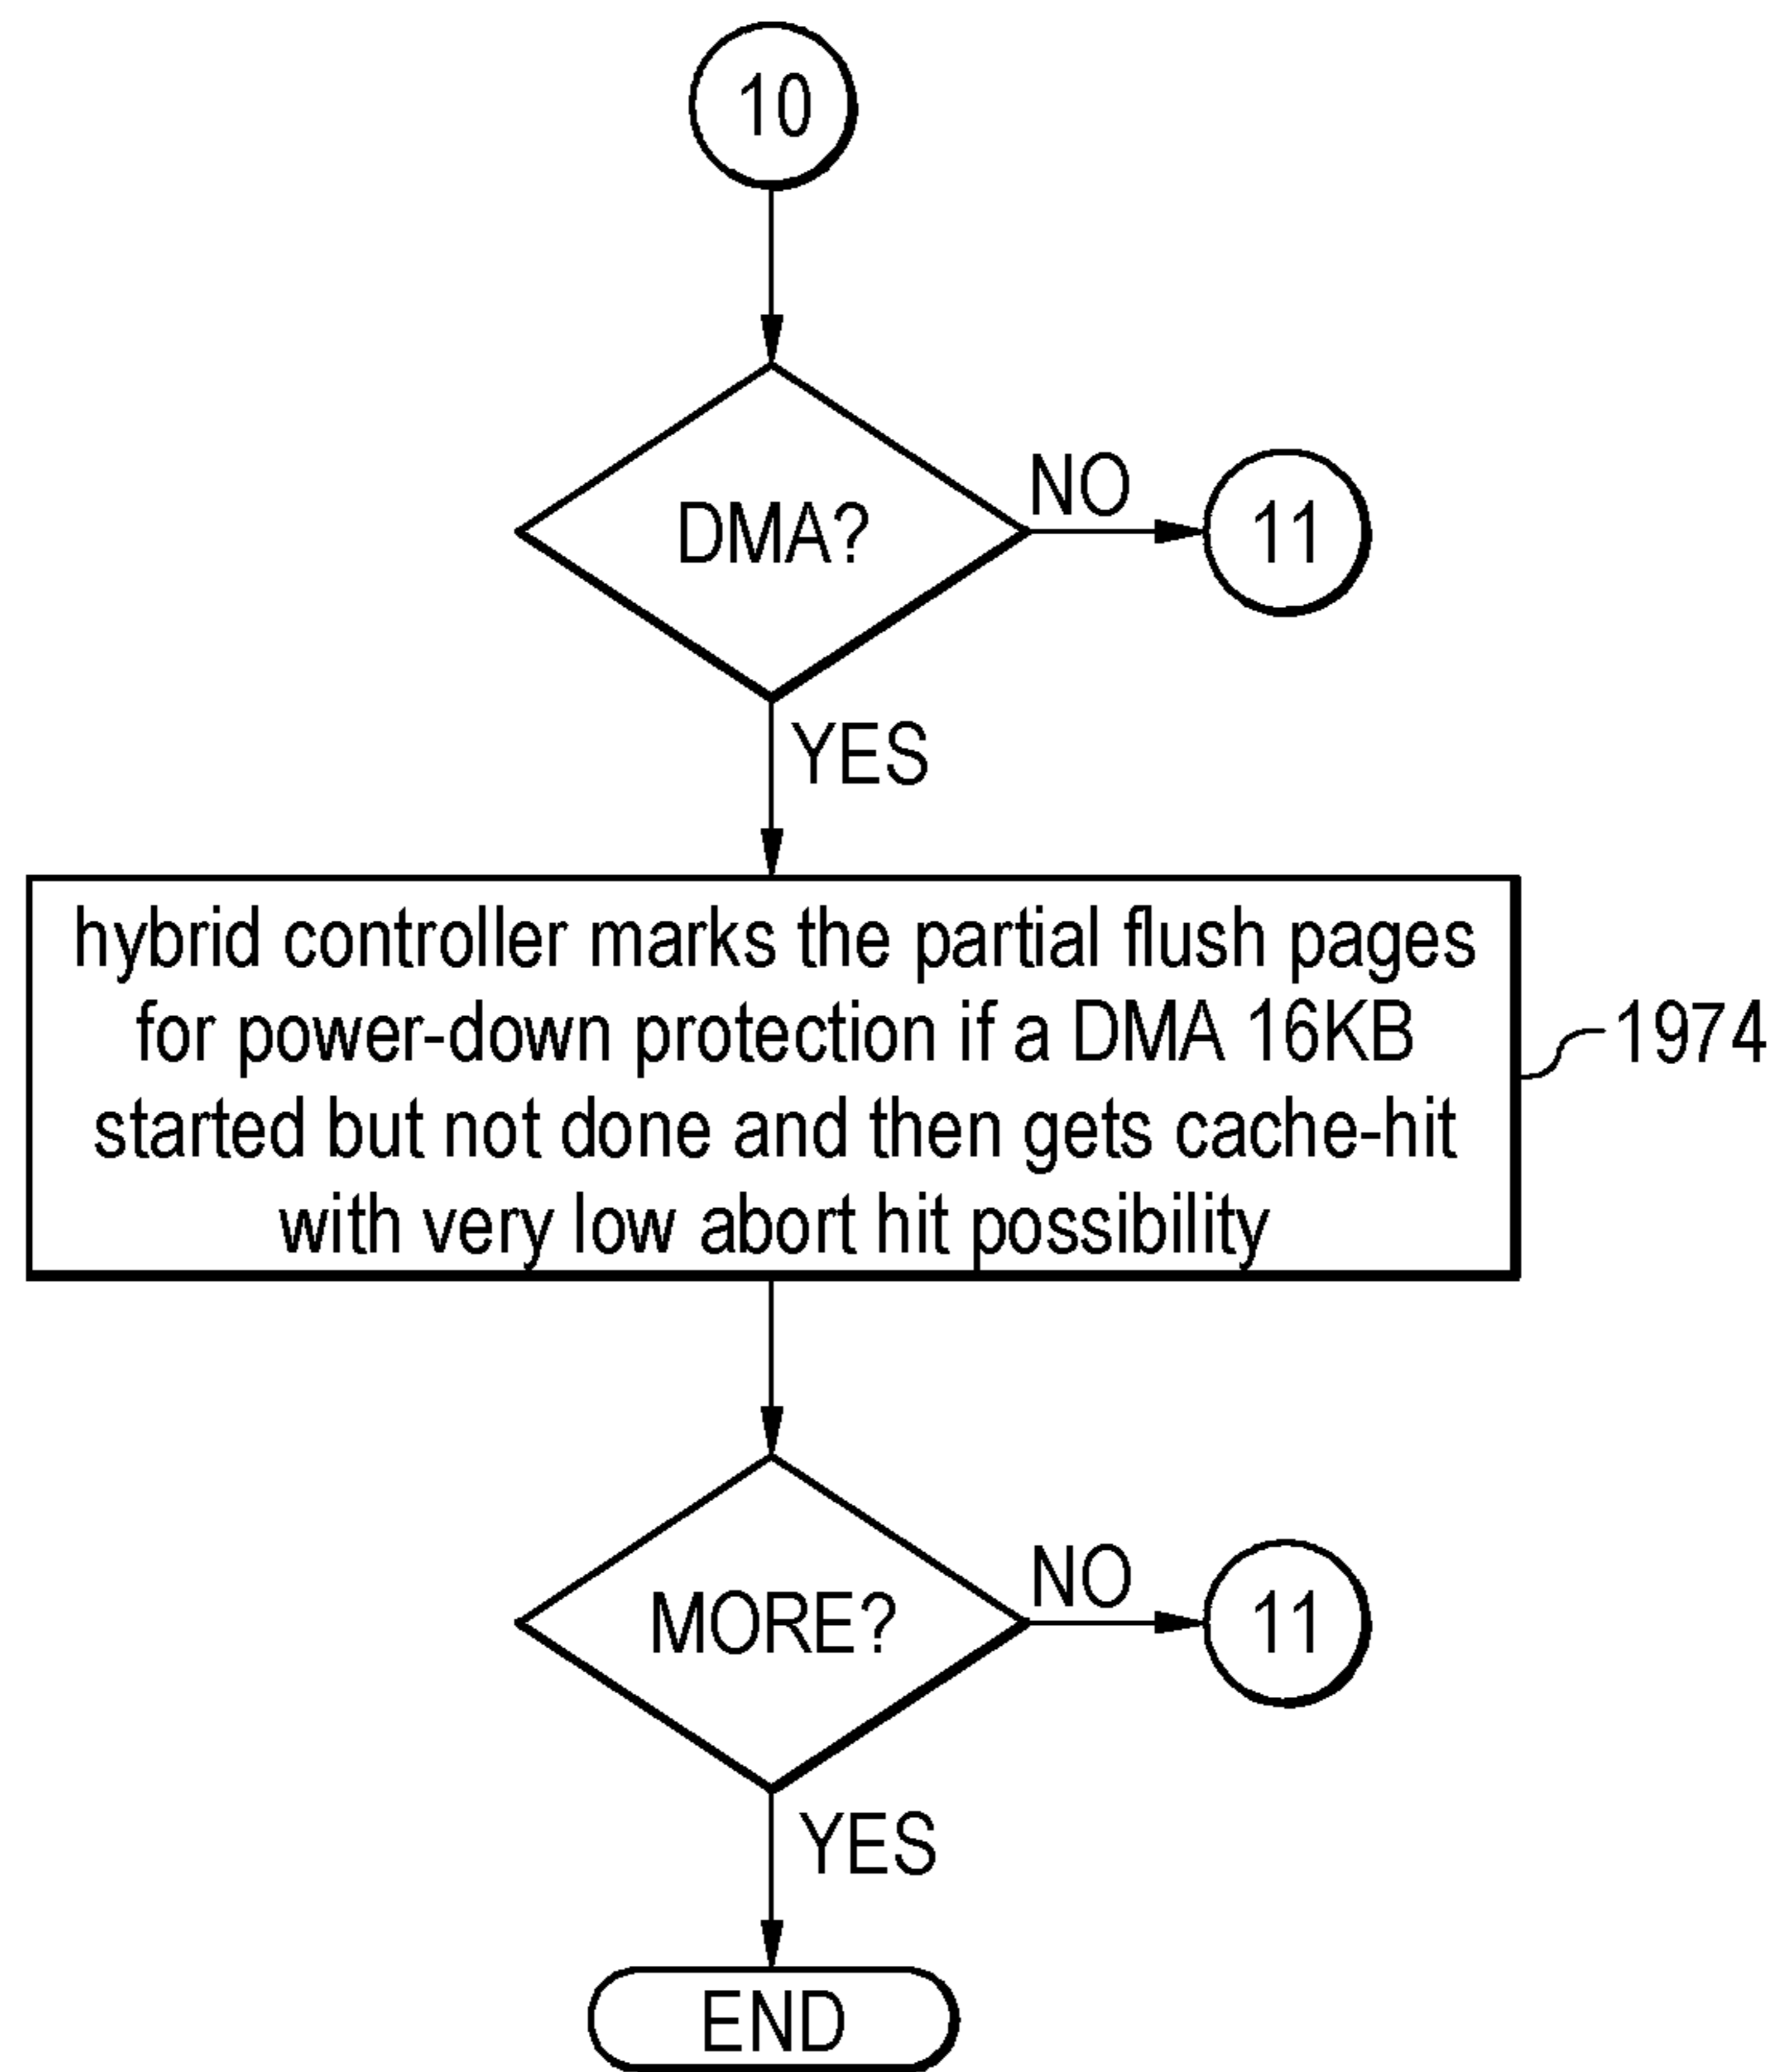 10
DMA?
NO
11
YES
hybrid controller marks the partial flush pages
for power-down protection if a DMA 16KB
started but not done and then gets cache-hit
with very low abort hit possibility
1974
MORE?
NO
11
YES
END